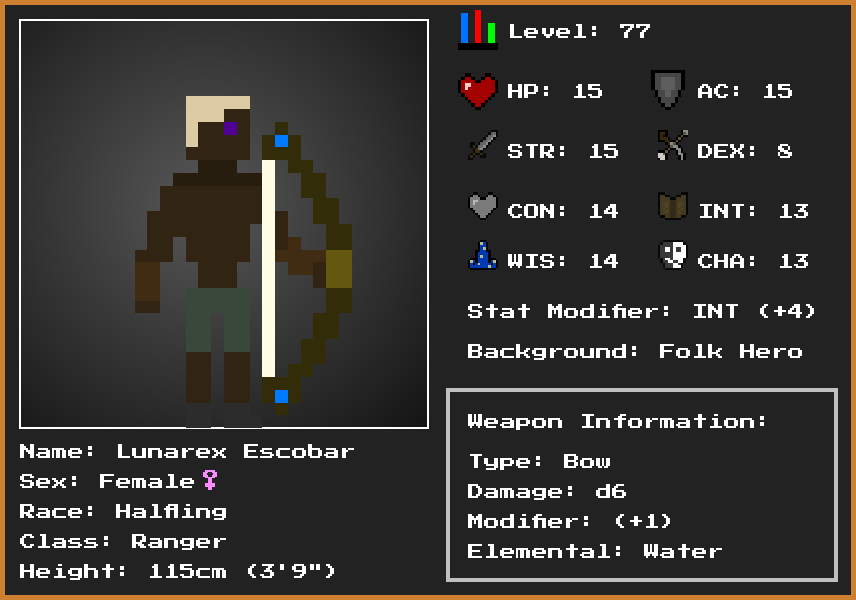 Level: 77
HP: 15 AC: 15
STR: 15 DEX: 8
CON: 14 INT: 13
WIS: 14 CHA: 13
Stat Modifier: INT (+4)
Background: Folk Hero
Weapon Information:
Type: Bow
Damage: d6
Modifier: (+1)
Elemental: Water
Name: Lunarex Escobar
Sex: Female♀
Race: Halfling
Class: Ranger
Height: 115cm (3'9")